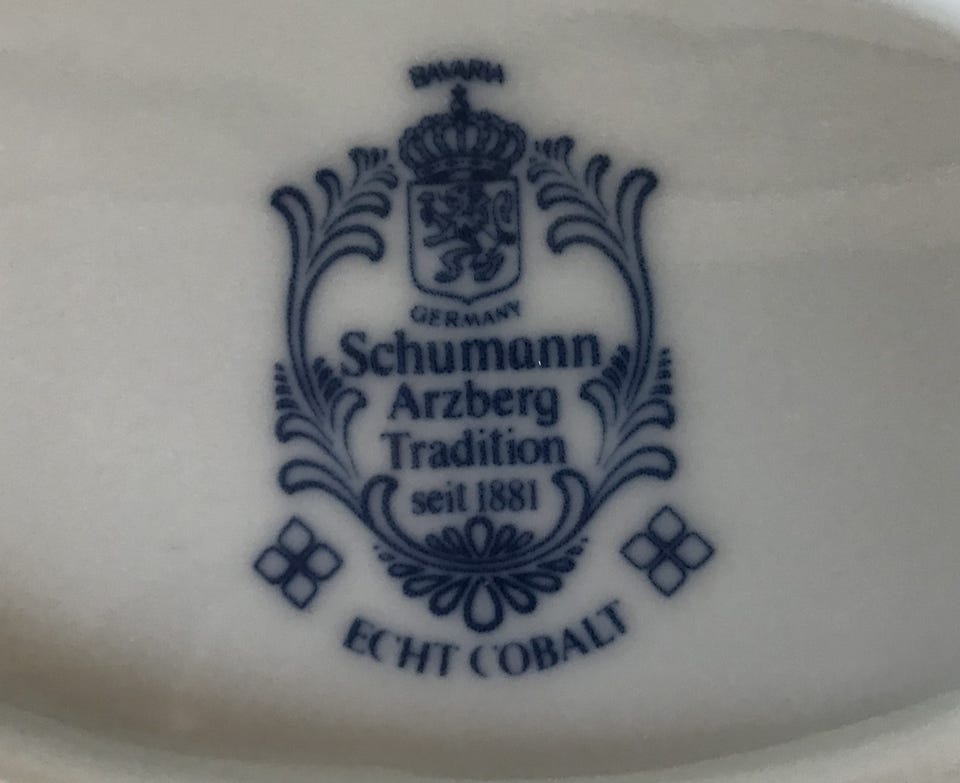 BAVARIA
GERMANY
Schumann
Arzberg
Tradition
seit 1881
ECHT COBALT